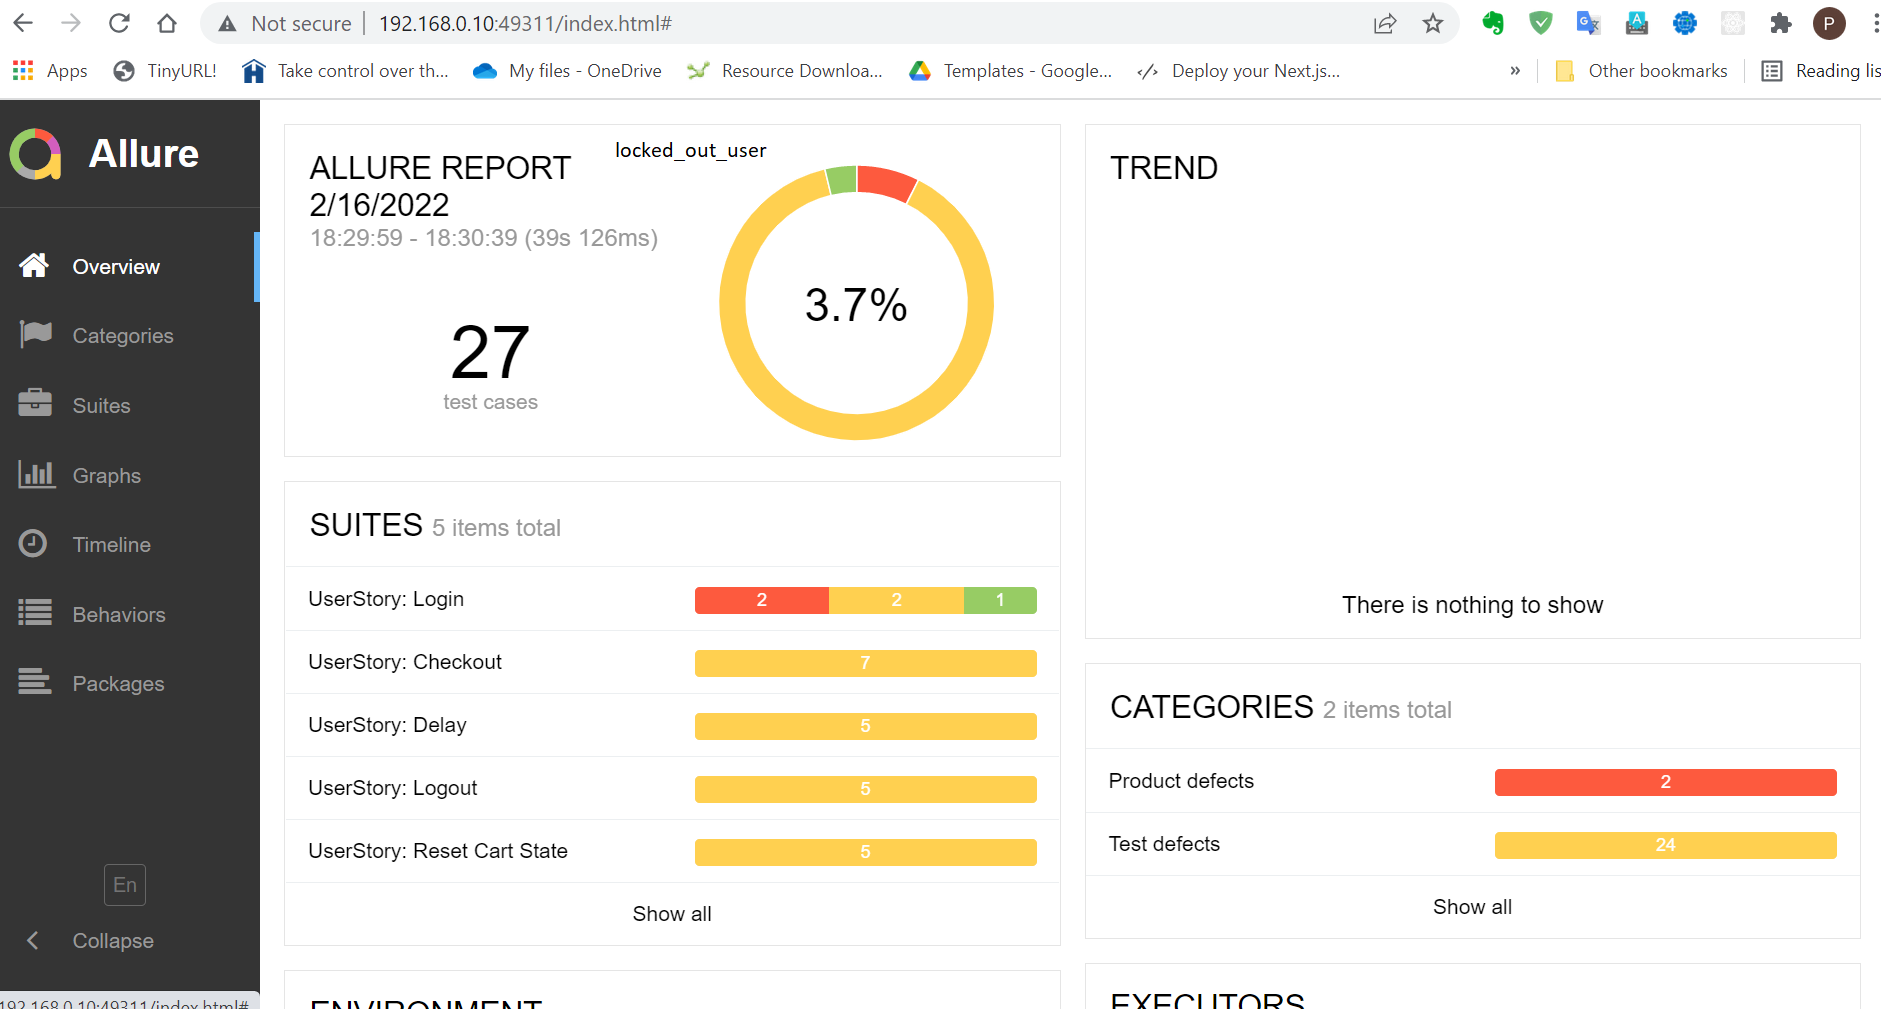 Not secure 192.168.0.10:49311/index.html#
P
Apps TinyURL! Take control over th... My files - OneDrive Resource Downloa... Templates - Google... Deploy your Next.js... » Other bookmarks Reading lis
Allure
Overview
Categories
Suites
Graphs
Timeline
Behaviors
Packages
En
Collapse
192.168.0.10:49311/index.html#
ALLURE REPORT
2/16/2022
18:29:59 - 18:30:39 (39s 126ms)
locked_out_user
27
test cases
3.7%
SUITES 5 items total
UserStory: Login 2 2 1
UserStory: Checkout 7
UserStory: Delay 5
UserStory: Logout 5
UserStory: Reset Cart State 5
Show all
ENVIRONMENT
TREND
There is nothing to show
CATEGORIES 2 items total
Product defects 2
Test defects 24
Show all
EXECUTORS